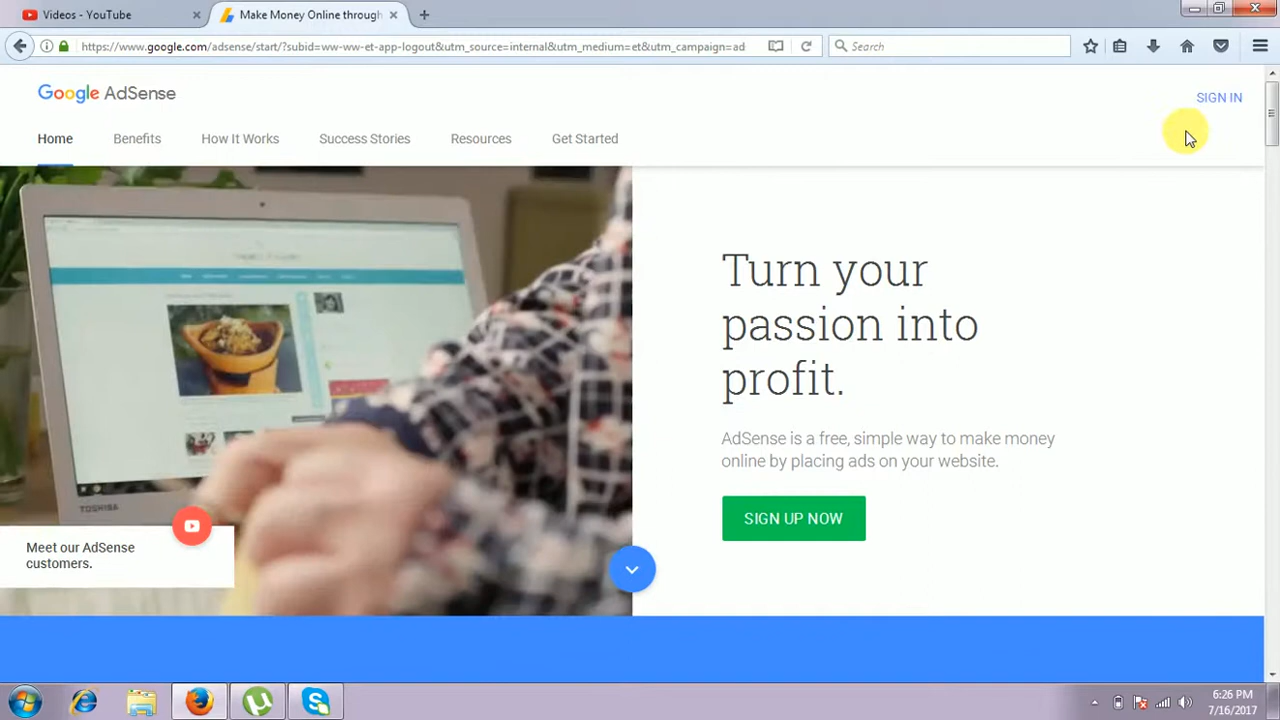 Videos - YouTube
Make Money Online through
https://www.google.com/adsense/start/?subid=ww-ww-et-app-logout&utm_source=internal&utm_medium=et&utm_campaign=ad
Search
Google AdSense
SIGN IN
Home
Benefits
How It Works
Success Stories
Resources
Get Started
Turn your
passion into
profit.
AdSense is a free, simple way to make money
online by placing ads on your website.
SIGN UP NOW
TOSHIBA
Meet our AdSense
customers.
6:26 PM
7/16/2017